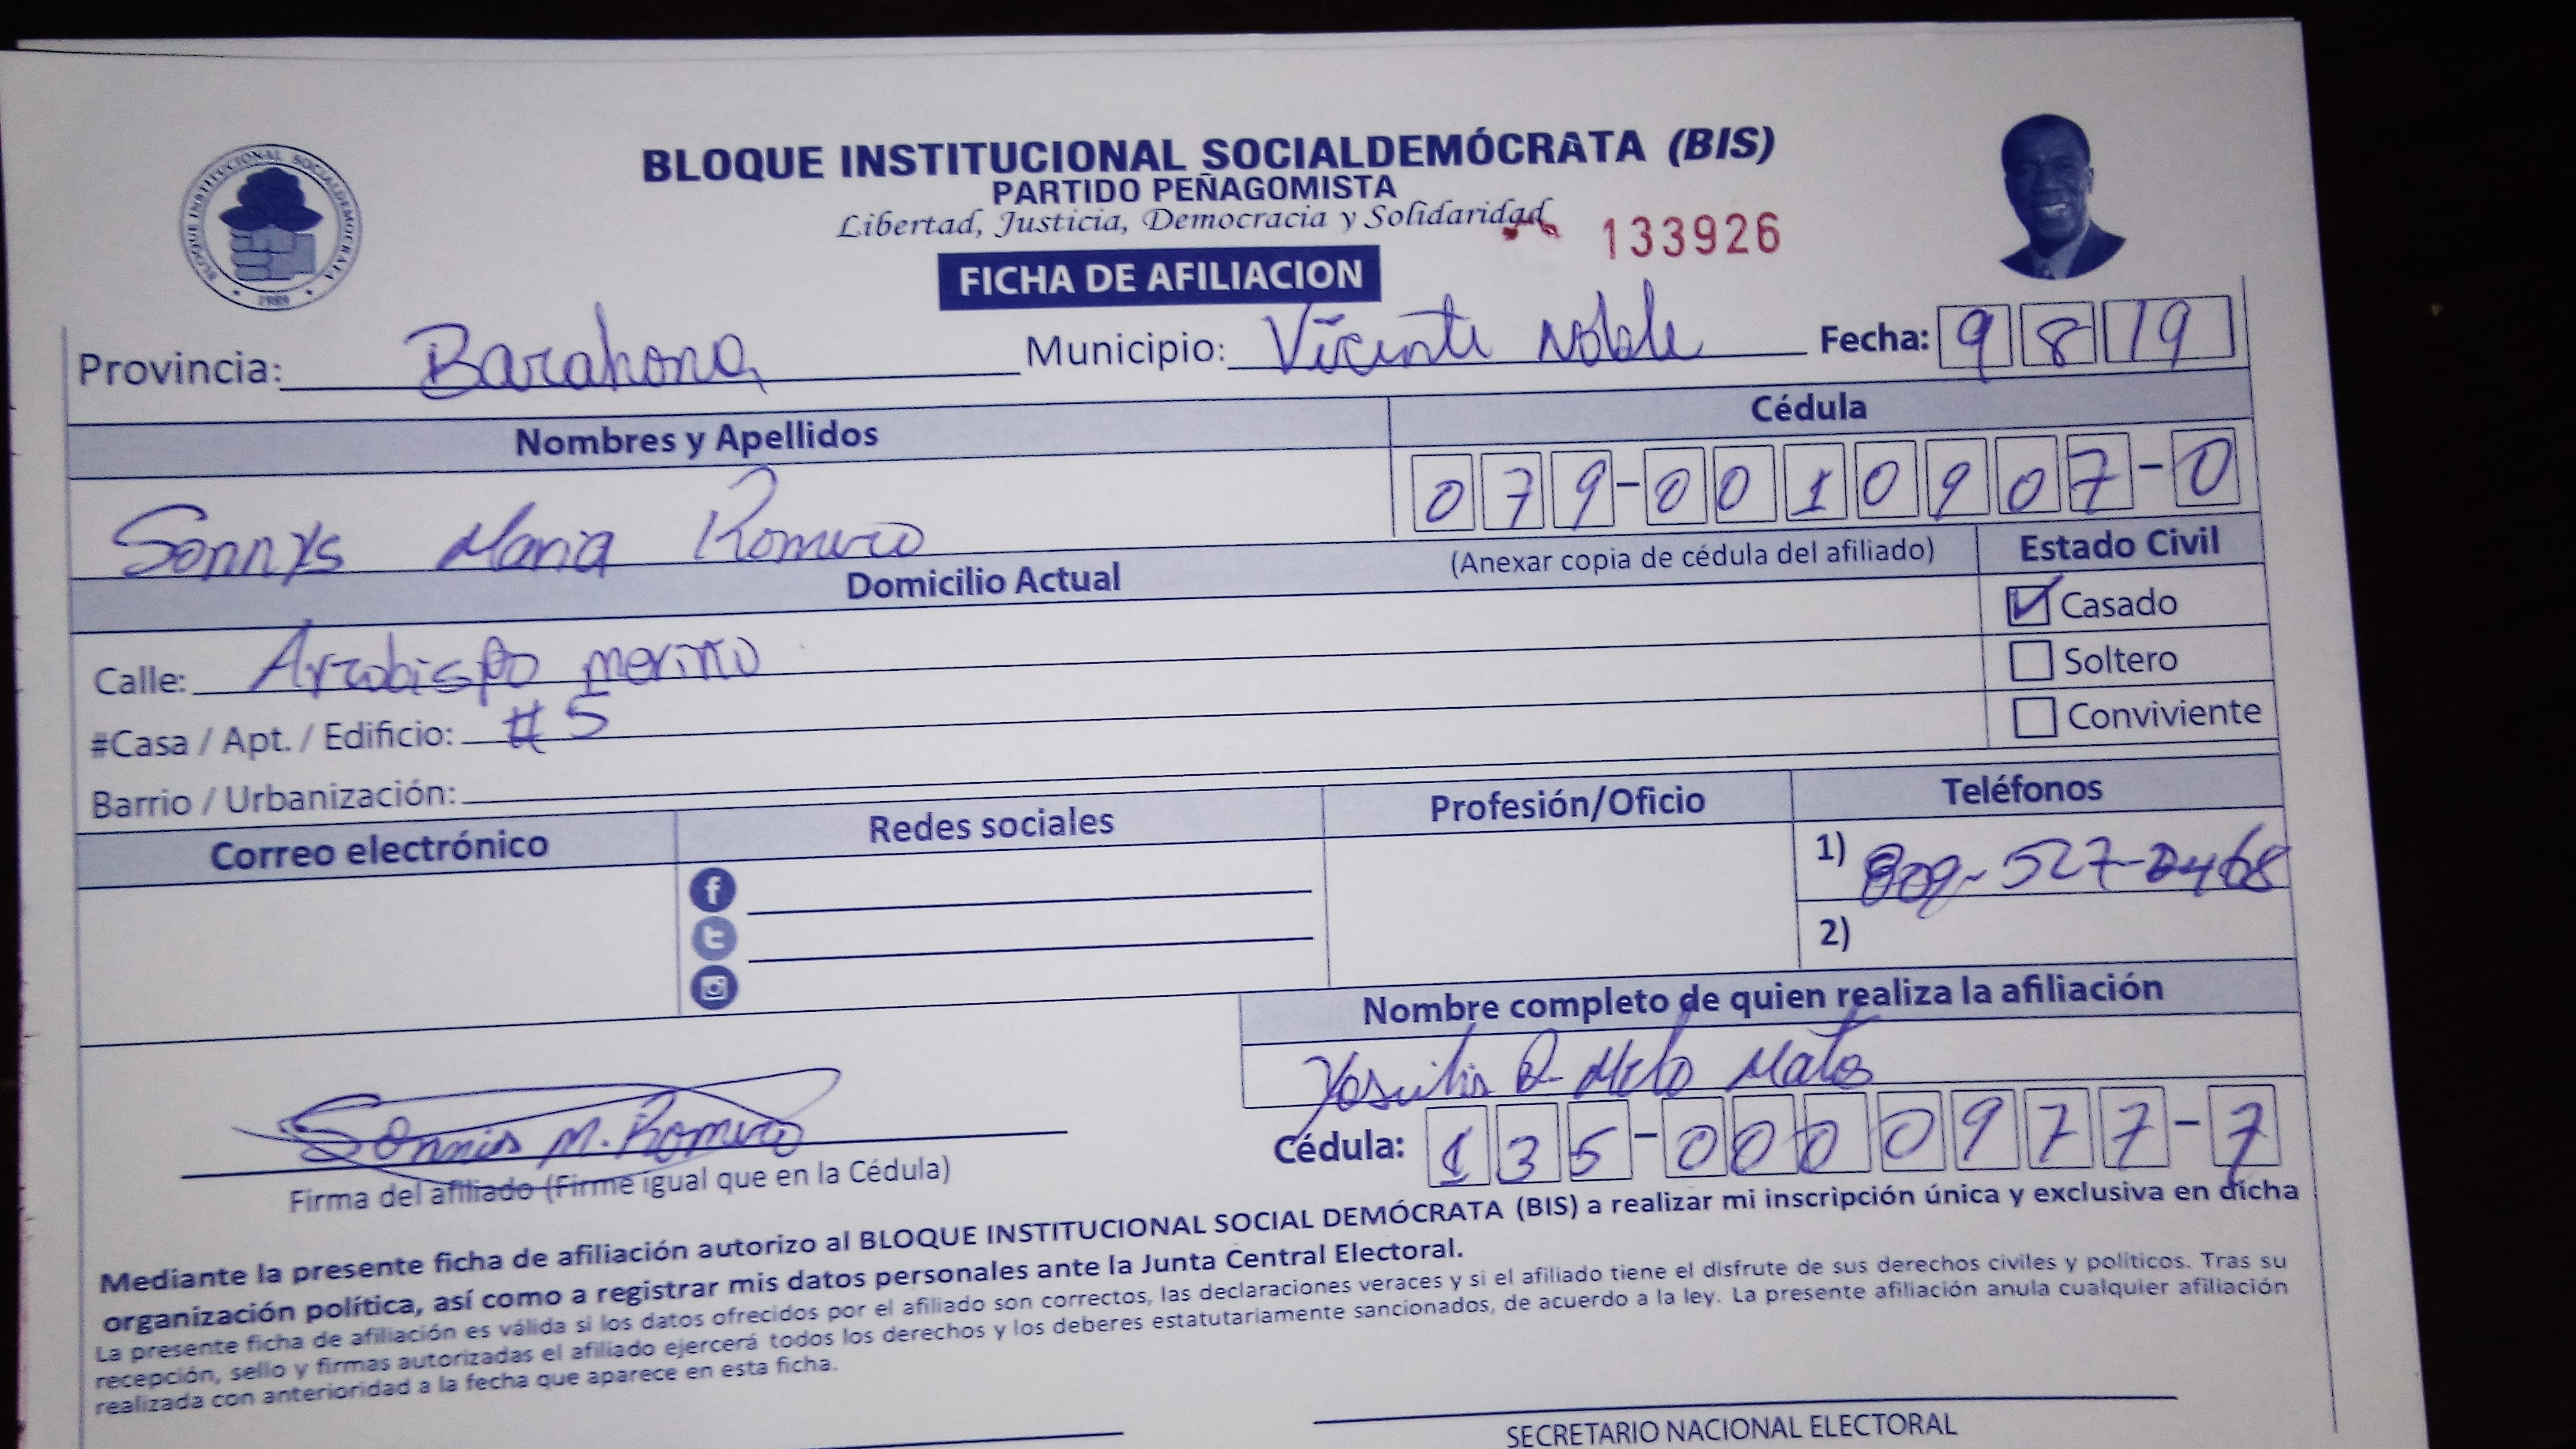 BLOQUE INSTITUCIONAL SOCIALDEMÓCRATA (BIS)
PARTIDO PEÑAGOMISTA
Libertad, Justicia, Democracia y Solidaridad
133926
BLOQUE INSTITUCIONAL SOCIALDEMOCRATA
1989
FICHA DE AFILIACION
Provincia: Barahona Municipio: Vicente Noble Fecha: 9 8 19
Nombres y Apellidos Cédula
Sonnys Maria Romero 079-0010907-0
Domicilio Actual (Anexar copia de cédula del afiliado) Estado Civil
Calle: Arzobispo merino
Casado
Soltero
#Casa / Apt. / Edificio: #5
Conviviente
Barrio / Urbanización:
Correo electrónico Redes sociales Profesión/Oficio Teléfonos
1) 809-527-0468
2)
Nombre completo de quien realiza la afiliación
Melo Matos
Sonnis M. Romero
Cédula: 135-0000977-7
Firma del afiliado (Firme igual que en la Cédula)
Mediante la presente ficha de afiliación autorizo al BLOQUE INSTITUCIONAL SOCIAL DEMÓCRATA (BIS) a realizar mi inscripción única y exclusiva en dicha
organización política, así como a registrar mis datos personales ante la Junta Central Electoral.
La presente ficha de afiliación es válida si los datos ofrecidos por el afiliado son correctos, las declaraciones veraces y si el afiliado tiene el disfrute de sus derechos civiles y políticos. Tras su
recepción, sello y firmas autorizadas el afiliado ejercerá todos los derechos y los deberes estatutariamente sancionados, de acuerdo a la ley. La presente afiliación anula cualquier afiliación
realizada con anterioridad a la fecha que aparece en esta ficha.
SECRETARIO NACIONAL ELECTORAL